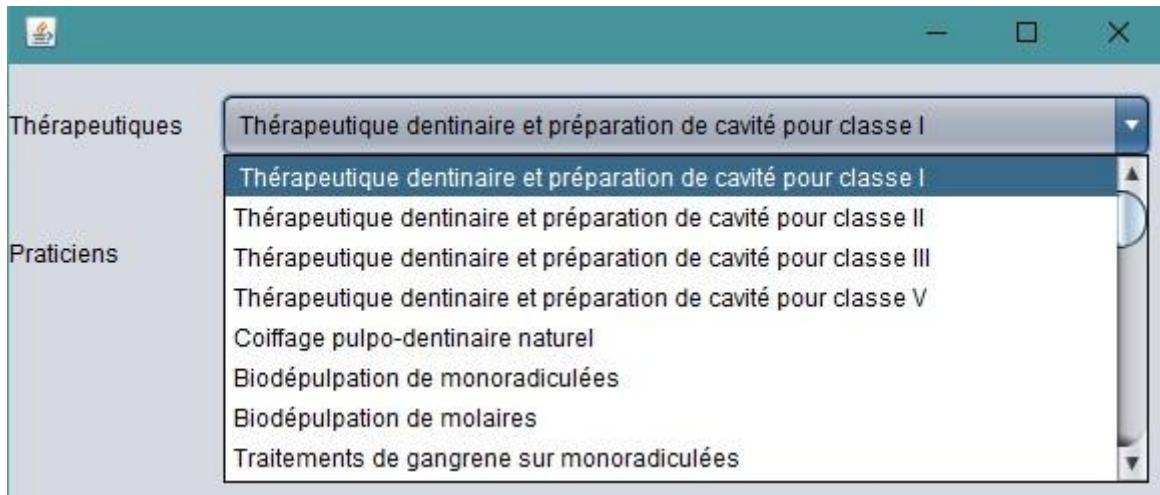 Thérapeutiques
Thérapeutique dentinaire et préparation de cavité pour classe I
Thérapeutique dentinaire et préparation de cavité pour classe I
Thérapeutique dentinaire et préparation de cavité pour classe II
Thérapeutique dentinaire et préparation de cavité pour classe III
Thérapeutique dentinaire et préparation de cavité pour classe V
Coiffage pulpo-dentinaire naturel
Biodépulpation de monoradiculées
Biodépulpation de molaires
Traitements de gangrene sur monoradiculées
Praticiens